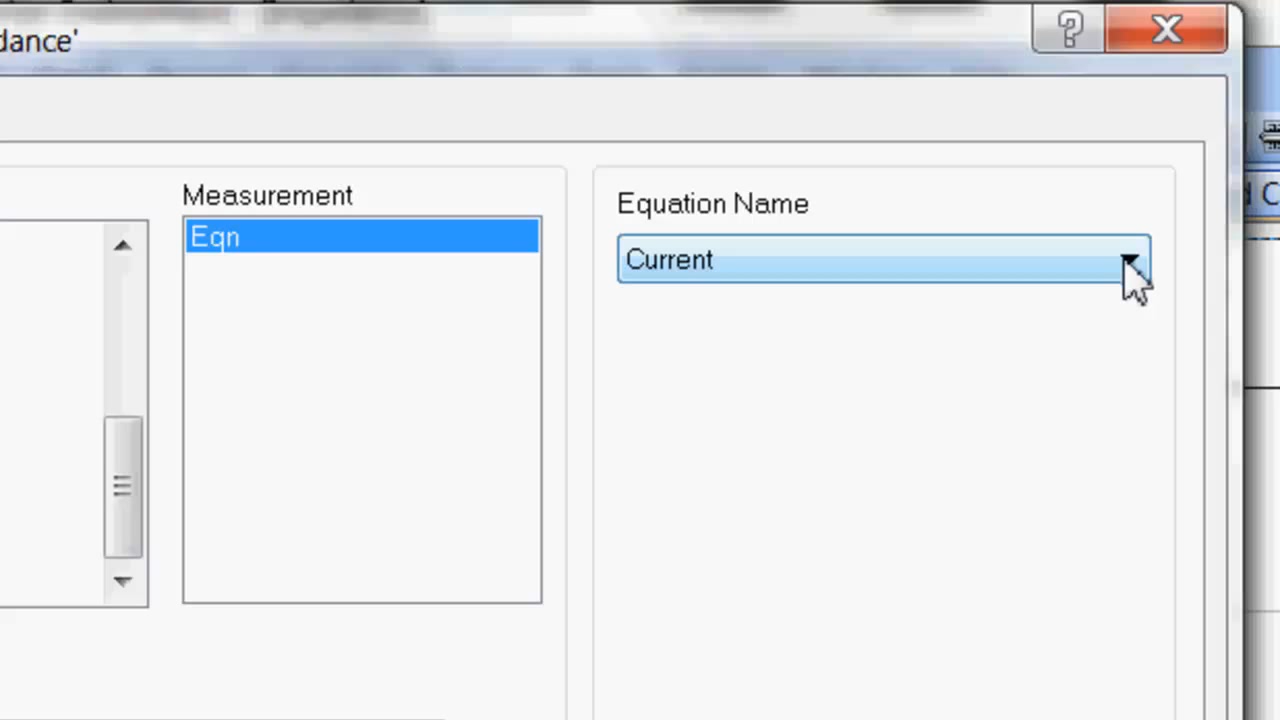 dance'
Measurement
Equation Name
Eqn
Current